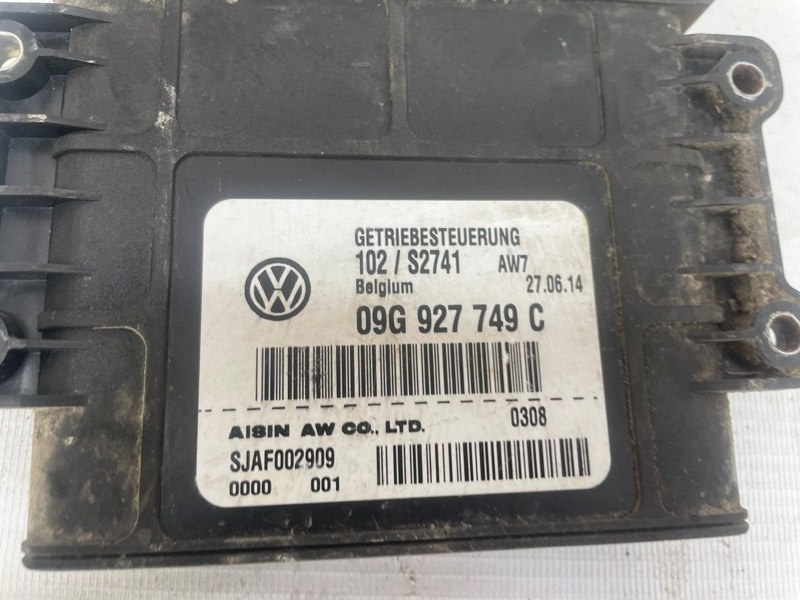 GETRIEBESTEUERUNG
102 / S2741 AW7
Belgium 27.06.14
09G 927 749 C
AISIN AW CO., LTD. 0308
SJAF002909
0000 001